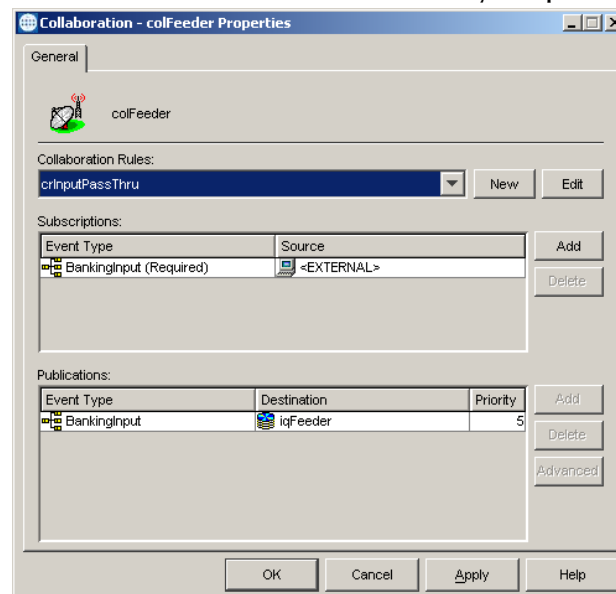 Collaboration - colFeeder Properties
General
colFeeder
Collaboration Rules:
crInputPassThru New Edit
Subscriptions:
Event Type Source Add
BankingInput (Required) <EXTERNAL>
Delete
Publications:
Event Type Destination Priority Add
BankingInput iqFeeder 5
Delete
Advanced
OK Cancel Apply Help